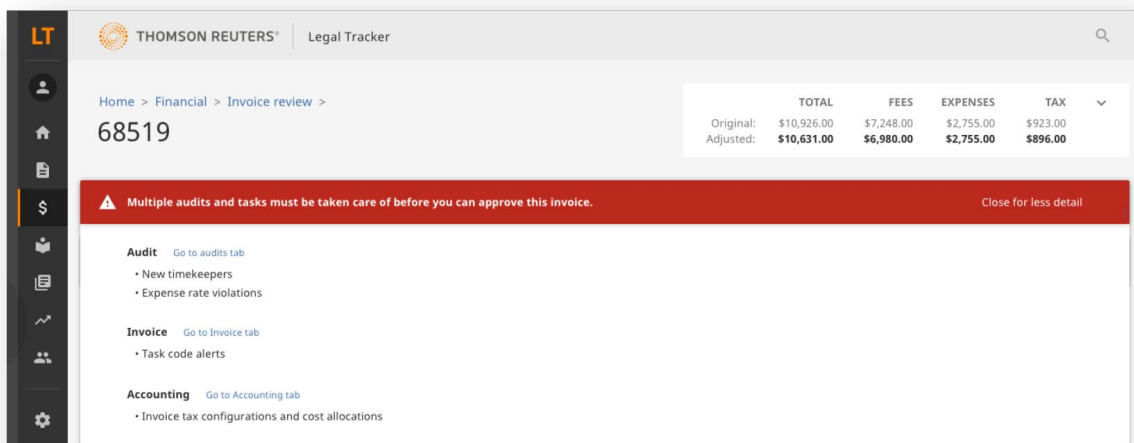 LT
THOMSON REUTERS® Legal Tracker
Home > Financial > Invoice review >
68519
TOTAL FEES EXPENSES TAX
Original: $10,926.00 $7,248.00 $2,755.00 $923.00
Adjusted: $10,631.00 $6,980.00 $2,755.00 $896.00
Multiple audits and tasks must be taken care of before you can approve this invoice. Close for less detail
Audit Go to audits tab
• New timekeepers
• Expense rate violations
Invoice Go to Invoice tab
• Task code alerts
Accounting Go to Accounting tab
• Invoice tax configurations and cost allocations